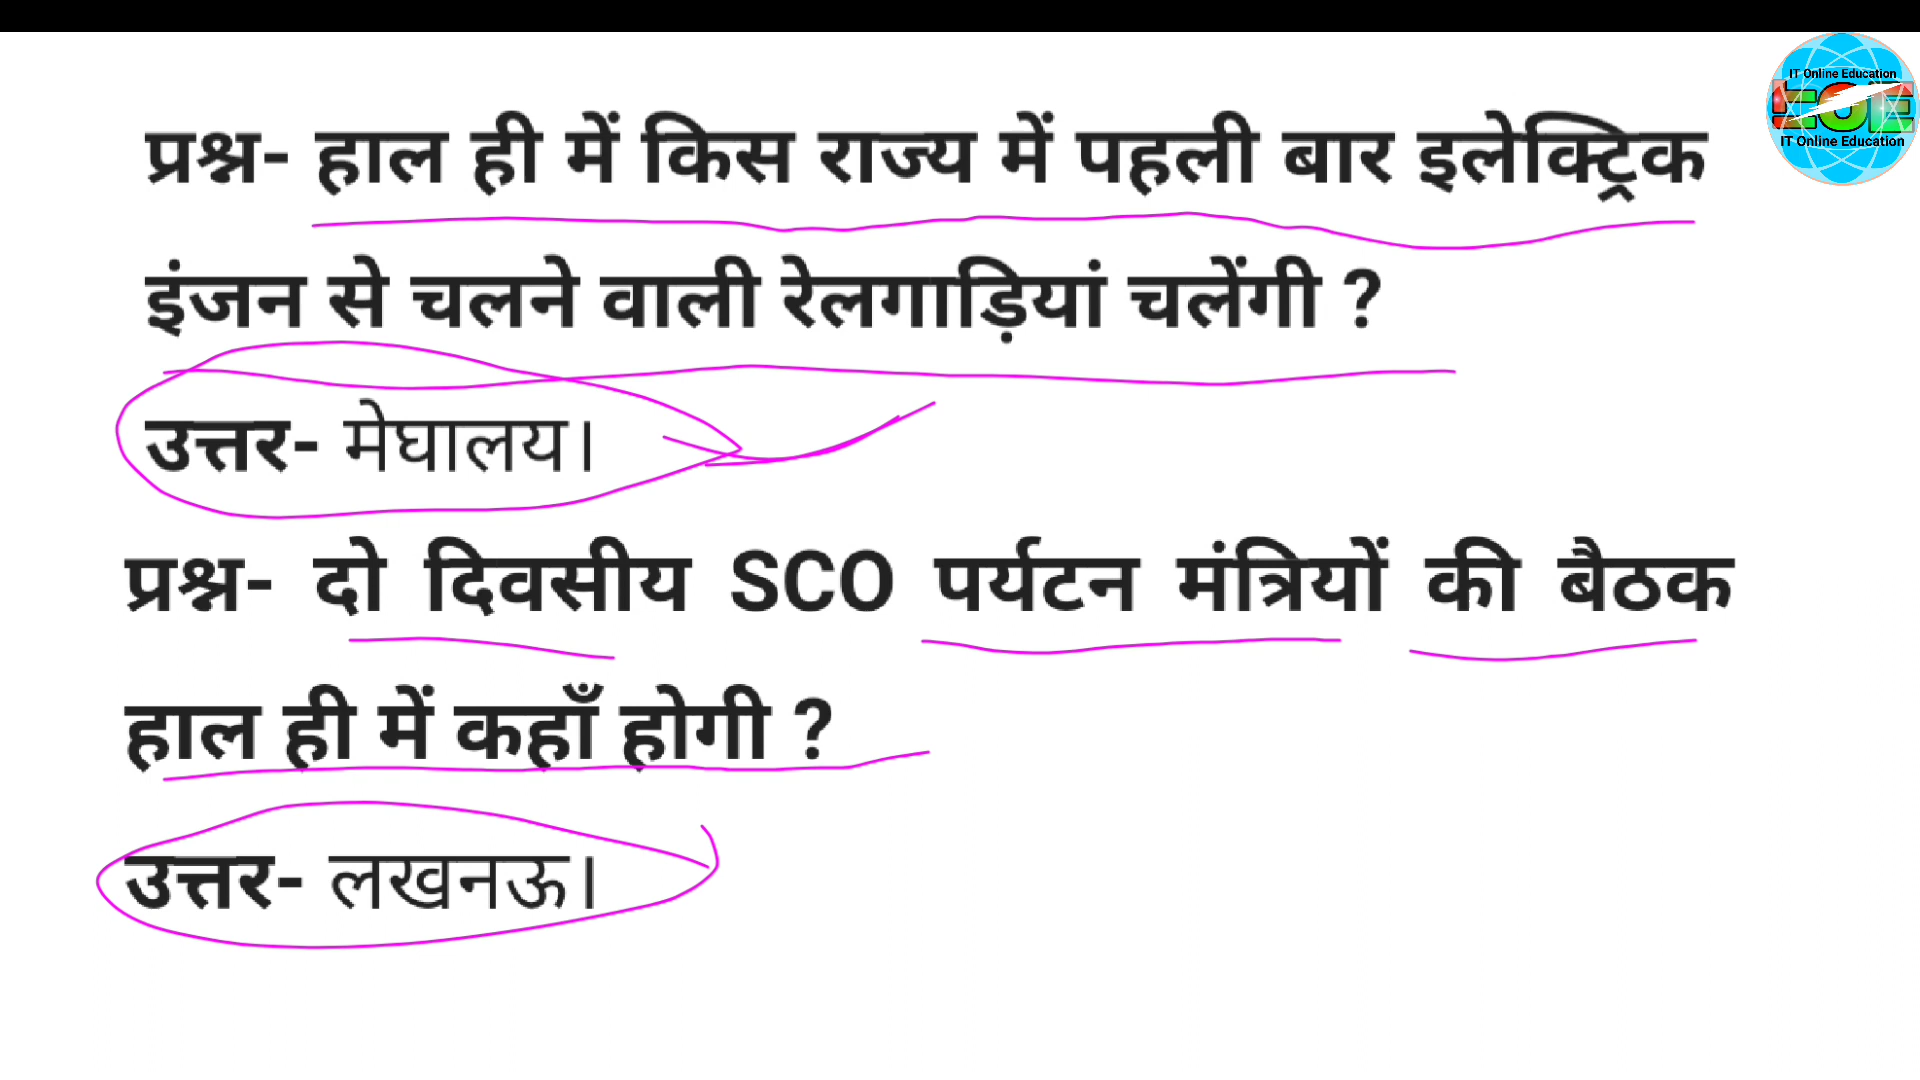 IT Online Education
EOE
IT Online Education
प्रश्न- हाल ही में किस राज्य में पहली बार इलेक्ट्रिक
इंजन से चलने वाली रेलगाड़ियां चलेंगी ?
उत्तर- मेघालय।
प्रश्न- दो दिवसीय SCO पर्यटन मंत्रियों की बैठक
हाल ही में कहाँ होगी ?
उत्तर- लखनऊ।